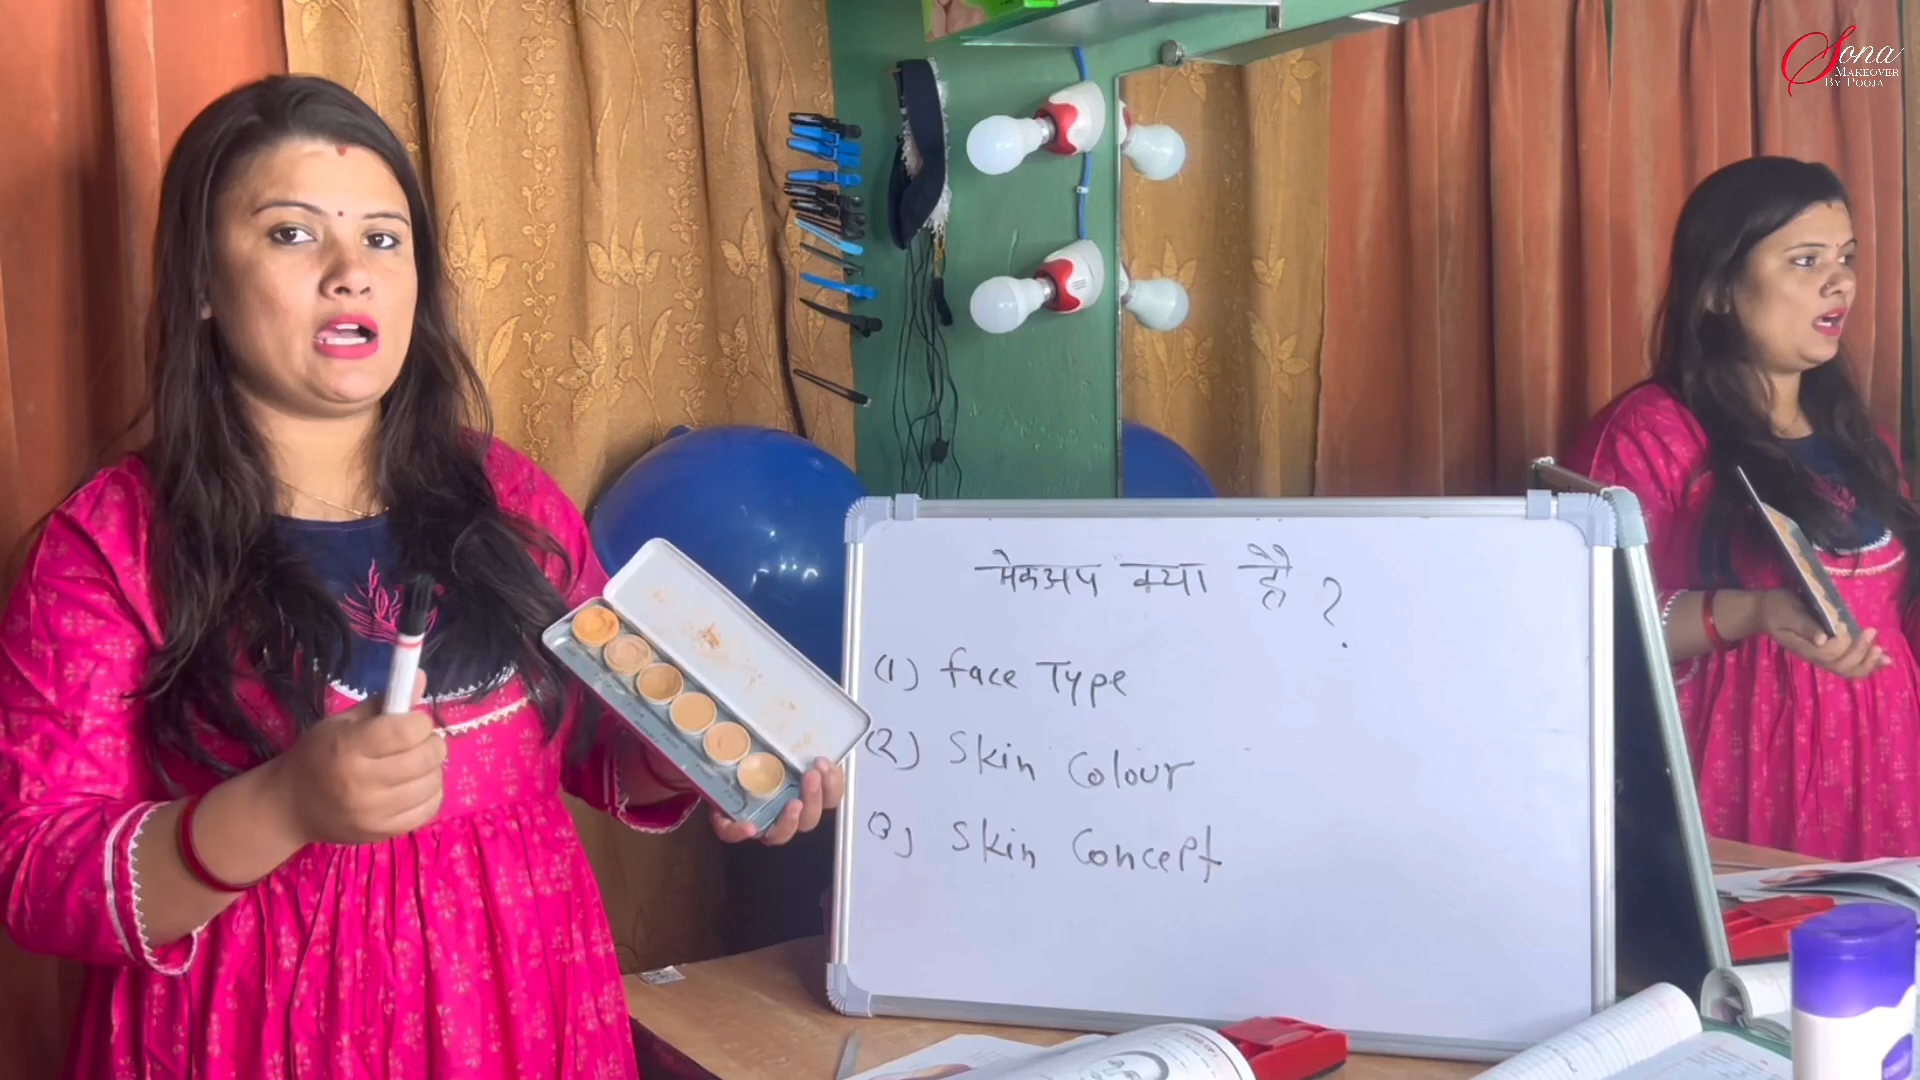 Sona
MAKEOVER
BY POOJA
मेकअप क्या है ?
(1) Face Type
(2) Skin Colour
(3) Skin Concept